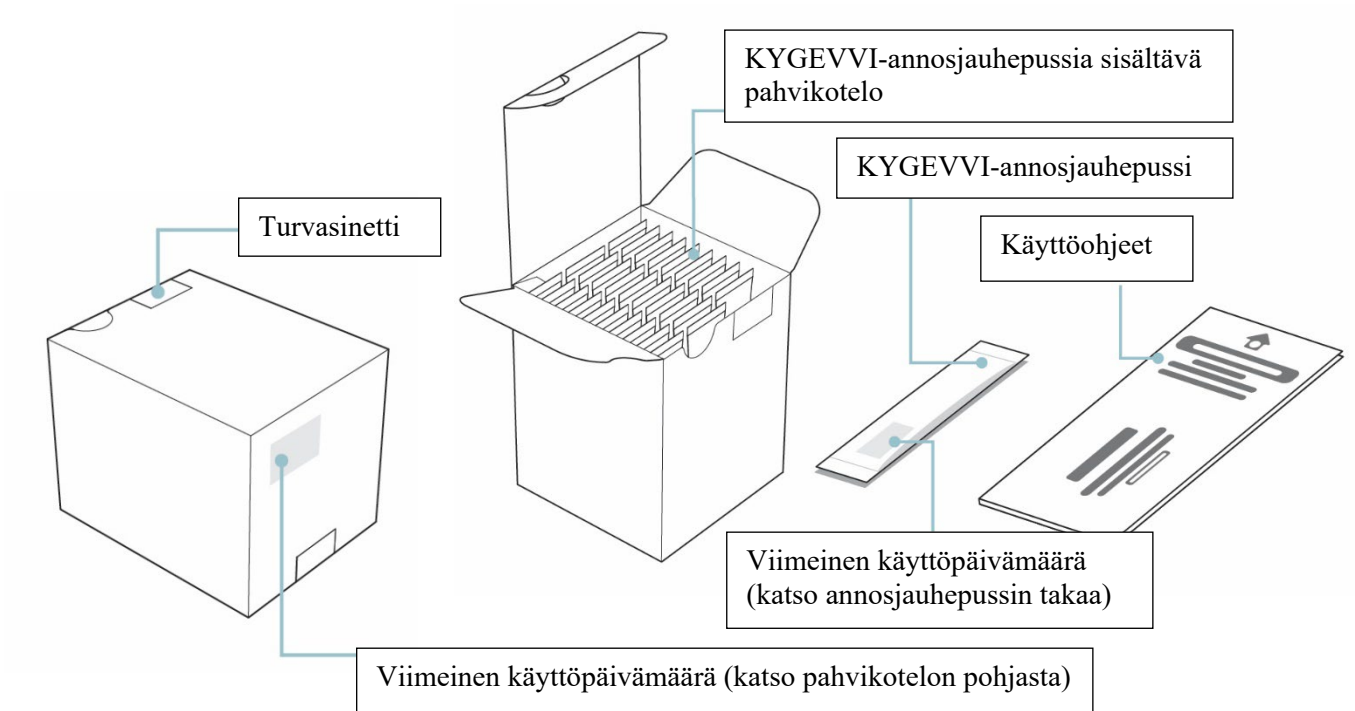 KYGEVVI-annosjauhepussia sisältävä
pahvikotelo
KYGEVVI-annosjauhepussi
Turvasinetti
Käyttöohjeet
Viimeinen käyttöpäivämäärä
(katso annosjauhepussin takaa)
Viimeinen käyttöpäivämäärä (katso pahvikotelon pohjasta)